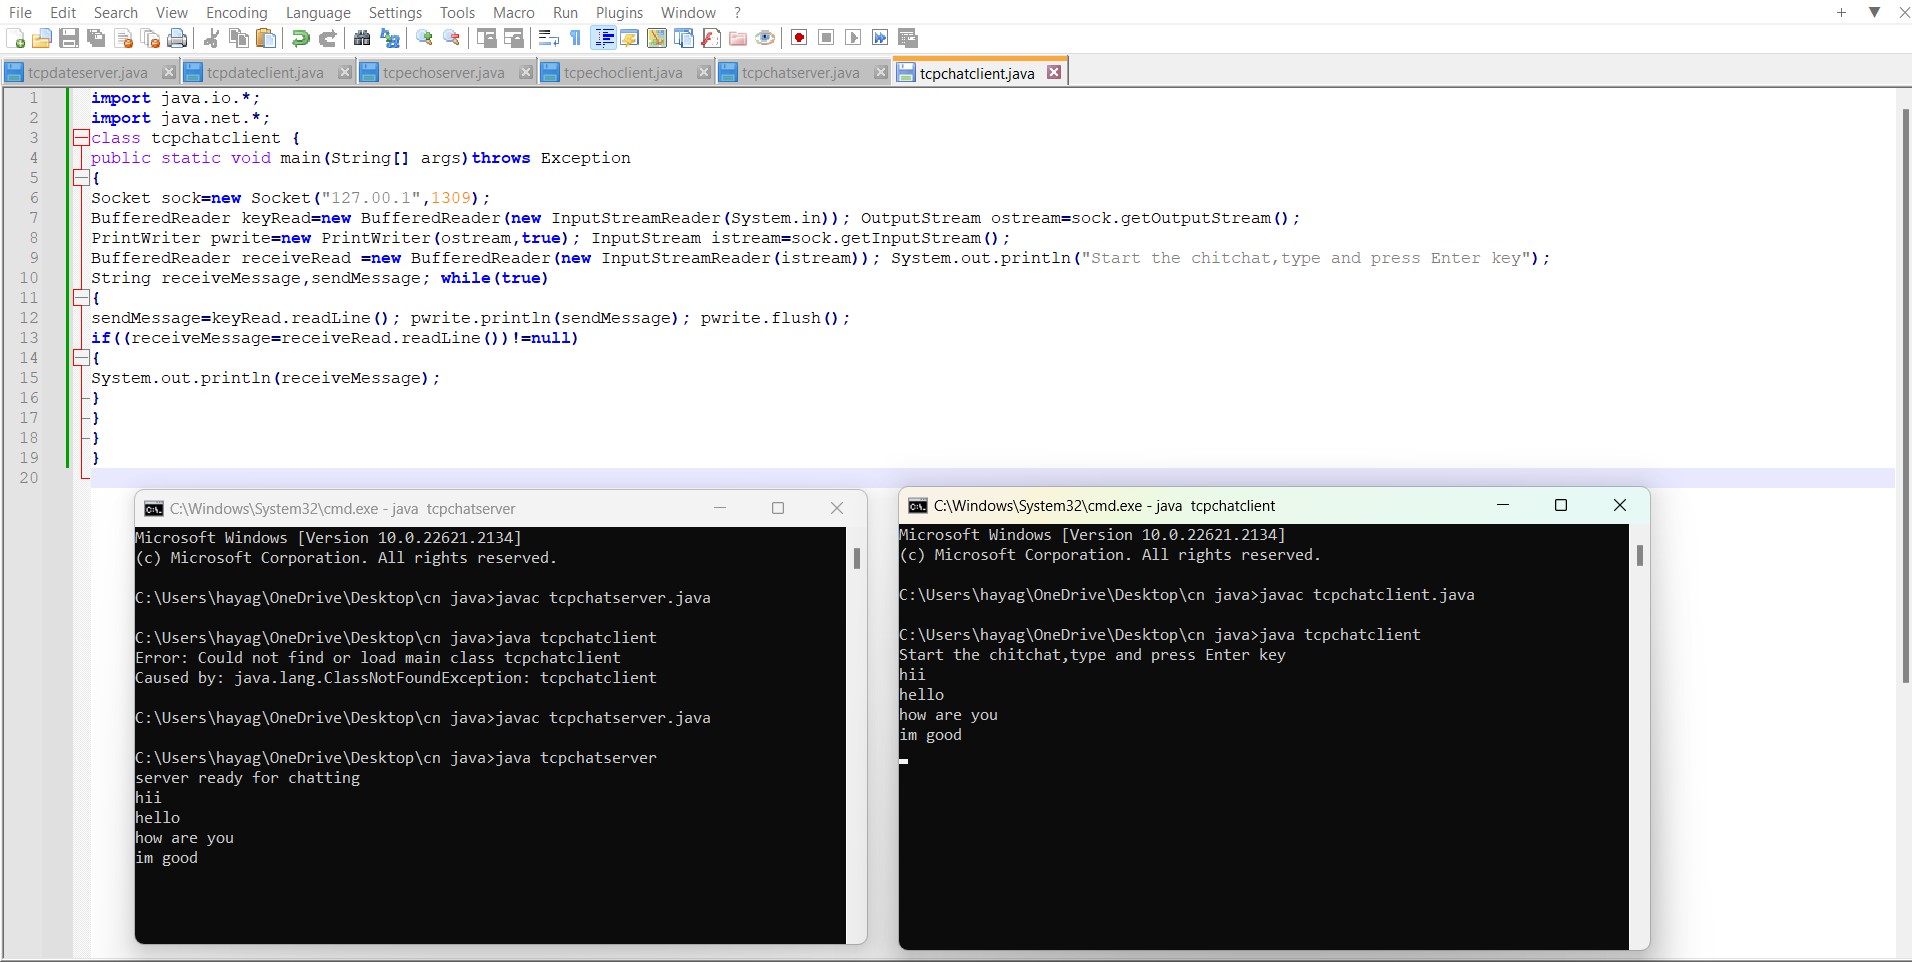 File Edit Search View Encoding Language Settings Tools Macro Run Plugins Window ?
tcpdateserver.java tcpdateclient.java tcpechoserver.java tcpechoclient.java tcpchatserver.java tcpchatclient.java
1 import java.io.*;
2 import java.net.*;
3 class tcpchatclient {
4 public static void main(String[] args)throws Exception
5 {
6 Socket sock=new Socket("127.00.1",1309);
7 BufferedReader keyRead=new BufferedReader(new InputStreamReader(System.in)); OutputStream ostream=sock.getOutputStream();
8 PrintWriter pwrite=new PrintWriter(ostream,true); InputStream istream=sock.getInputStream();
9 BufferedReader receiveRead =new BufferedReader(new InputStreamReader(istream)); System.out.println("Start the chitchat,type and press Enter key");
10 String receiveMessage,sendMessage; while(true)
11 {
12 sendMessage=keyRead.readLine(); pwrite.println(sendMessage); pwrite.flush();
13 if((receiveMessage=receiveRead.readLine())!=null)
14 {
15 System.out.println(receiveMessage);
16 }
17 }
18 }
19 }
20
C:\Windows\System32\cmd.exe - java tcpchatserver
Microsoft Windows [Version 10.0.22621.2134]
(c) Microsoft Corporation. All rights reserved.
C:\Users\hayag\OneDrive\Desktop\cn java>javac tcpchatserver.java
C:\Users\hayag\OneDrive\Desktop\cn java>java tcpchatclient
Error: Could not find or load main class tcpchatclient
Caused by: java.lang.ClassNotFoundException: tcpchatclient
C:\Users\hayag\OneDrive\Desktop\cn java>javac tcpchatserver.java
C:\Users\hayag\OneDrive\Desktop\cn java>java tcpchatserver
server ready for chatting
hii
hello
how are you
im good
C:\Windows\System32\cmd.exe - java tcpchatclient
Microsoft Windows [Version 10.0.22621.2134]
(c) Microsoft Corporation. All rights reserved.
C:\Users\hayag\OneDrive\Desktop\cn java>javac tcpchatclient.java
C:\Users\hayag\OneDrive\Desktop\cn java>java tcpchatclient
Start the chitchat,type and press Enter key
hii
hello
how are you
im good